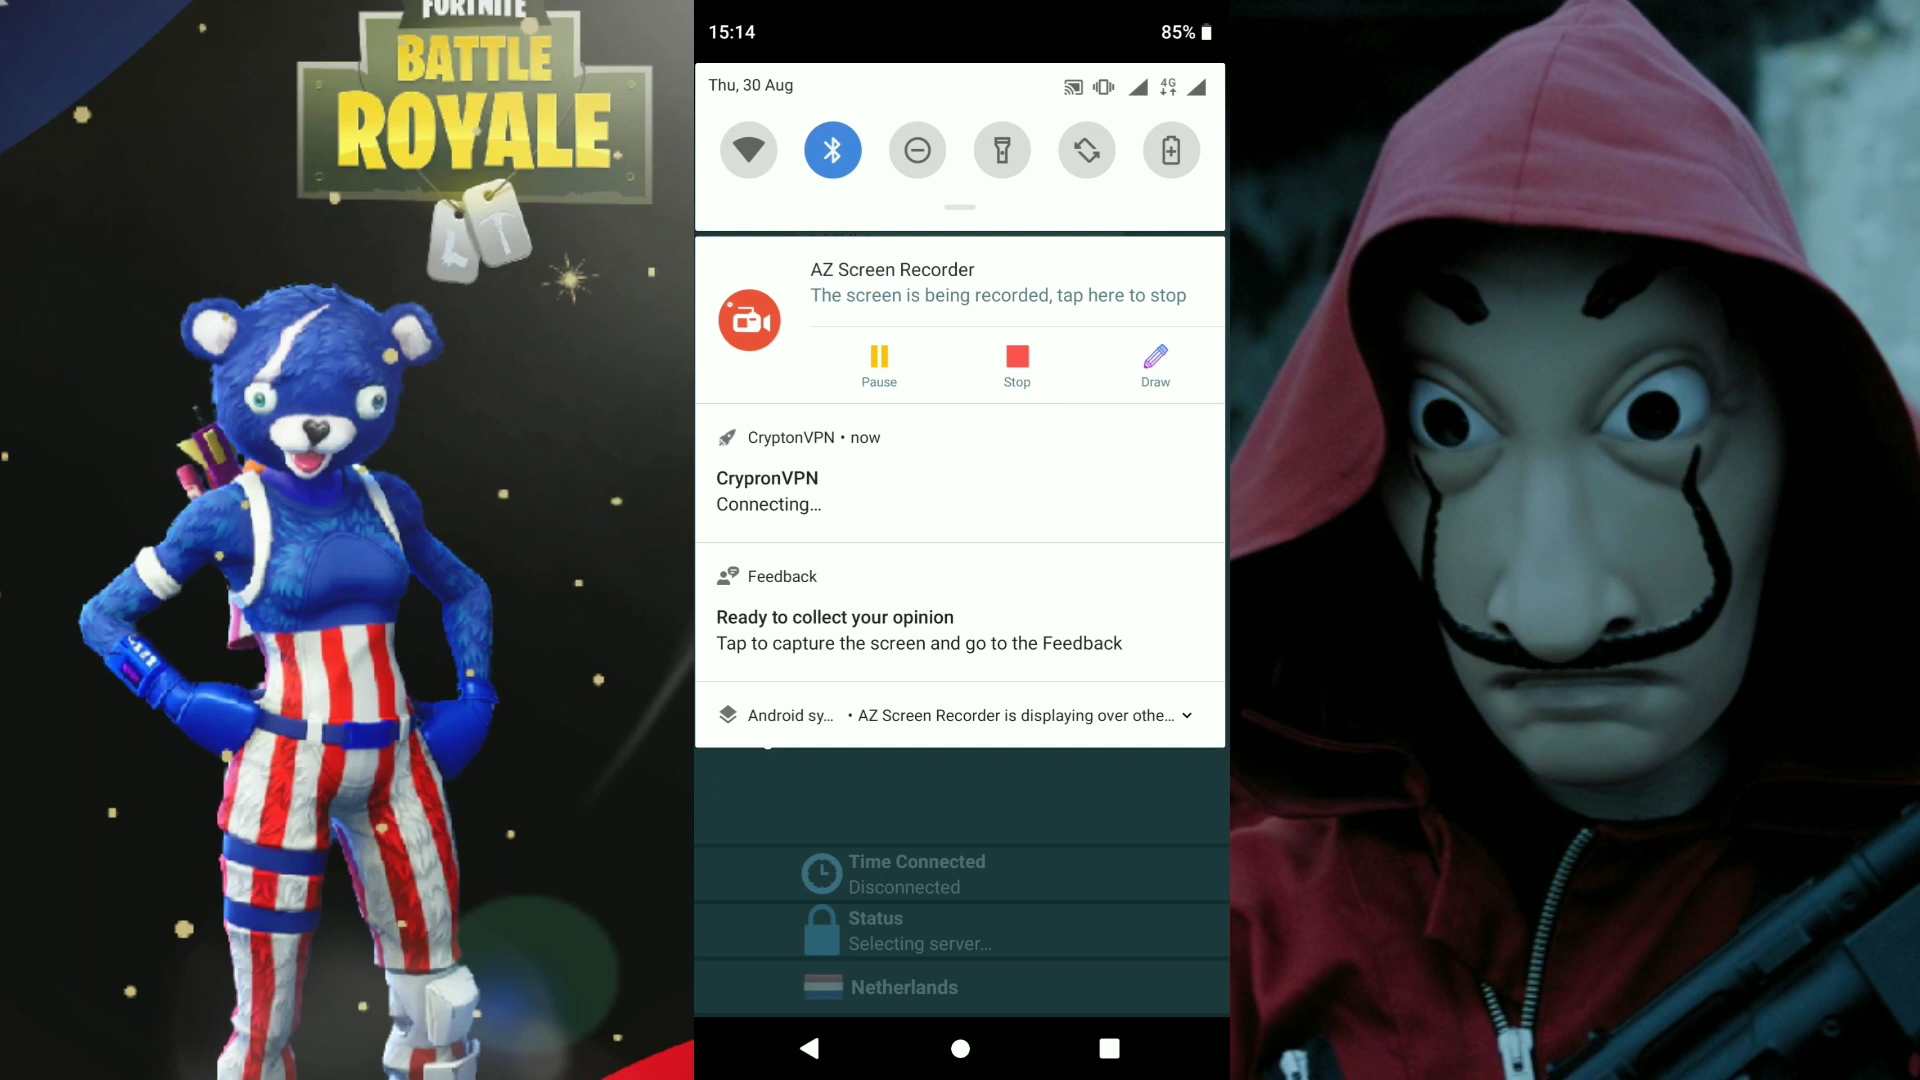 FORTNITE
BATTLE
ROYALE
15:14
85%
Thu, 30 Aug
4G
AZ Screen Recorder
The screen is being recorded, tap here to stop
Pause
Stop
Draw
CryptonVPN • now
CrypronVPN
Connecting...
Feedback
Ready to collect your opinion
Tap to capture the screen and go to the Feedback
Android sy... • AZ Screen Recorder is displaying over othe...
Time Connected
Disconnected
Status
Selecting server...
Netherlands